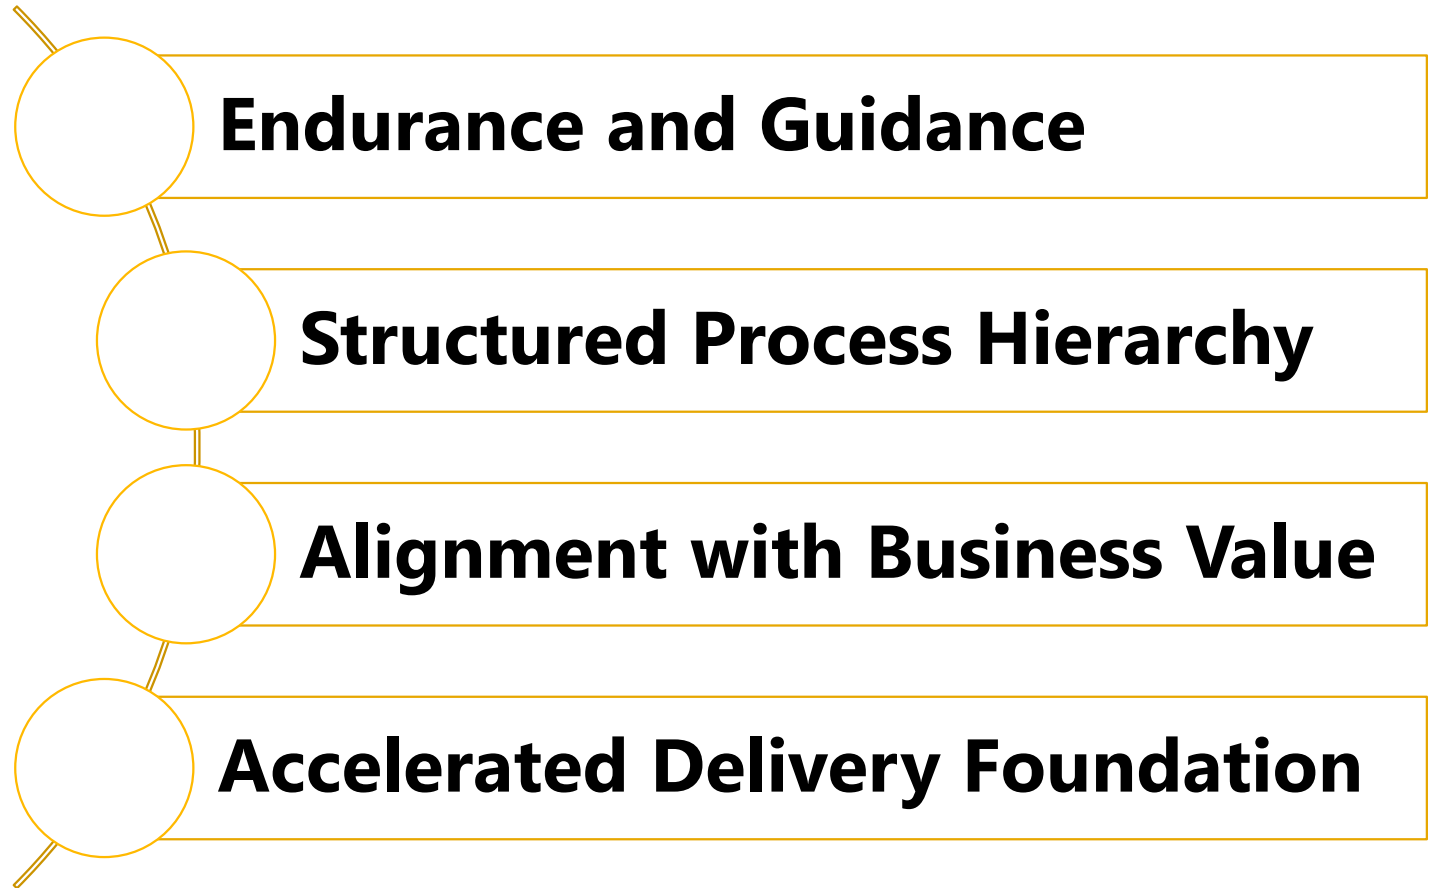 Endurance and Guidance
Structured Process Hierarchy
Alignment with Business Value
Accelerated Delivery Foundation